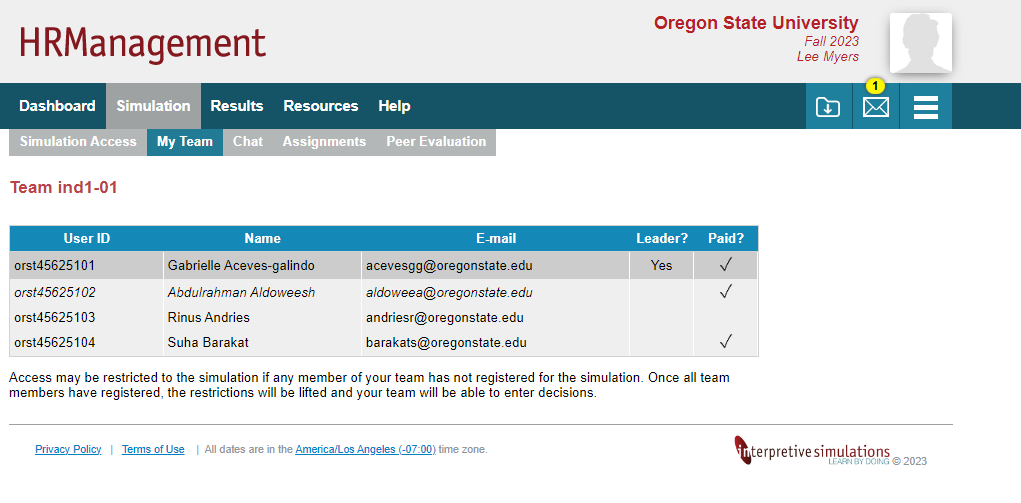 HRManagement
Oregon State University
Fall 2023
Lee Myers
Dashboard Simulation Results Resources Help
1
Simulation Access My Team Chat Assignments Peer Evaluation
Team ind1-01
User ID Name E-mail Leader? Paid?
orst45625101 Gabrielle Aceves-galindo acevesgg@oregonstate.edu Yes ✓
orst45625102 Abdulrahman Aldoweesh aldoweea@oregonstate.edu ✓
orst45625103 Rinus Andries andriesr@oregonstate.edu
orst45625104 Suha Barakat barakats@oregonstate.edu ✓
Access may be restricted to the simulation if any member of your team has not registered for the simulation. Once all team
members have registered, the restrictions will be lifted and your team will be able to enter decisions.
Privacy Policy | Terms of Use | All dates are in the America/Los Angeles (-07:00) time zone.
interpretive simulations
LEARN BY DOING © 2023